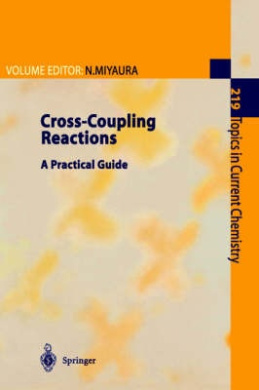 VOLUME EDITOR: N.MIYAURA
219 Topics in Current Chemistry
Cross-Coupling
Reactions
A Practical Guide
Springer